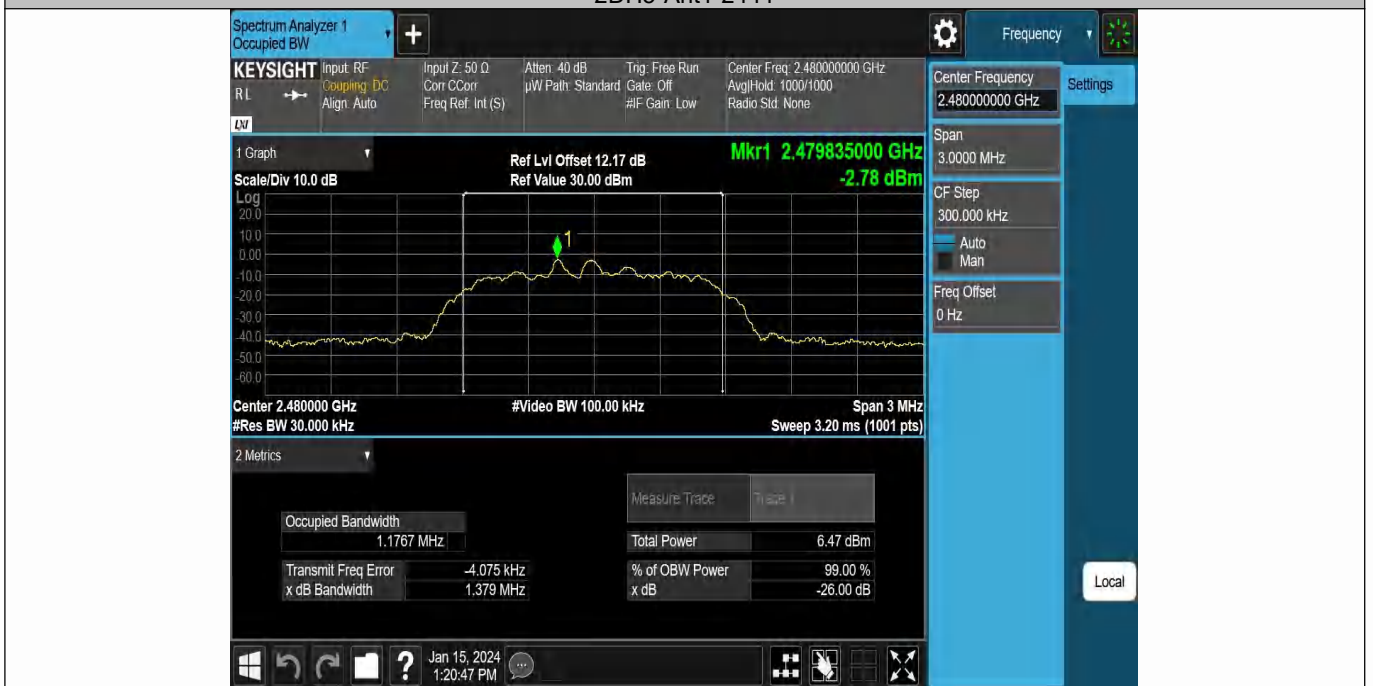 Spectrum Analyzer 1
Occupied BW
Frequency
KEYSIGHT
RL
LXI
Input: RF
Coupling: DC
Align: Auto
Input Z: 50 Ω
Corr CCorr
Freq Ref: Int (S)
Atten: 40 dB
µW Path: Standard
Trig: Free Run
Gate: Off
#IF Gain: Low
Center Freq: 2.480000000 GHz
Avg|Hold: 1000/1000
Radio Std: None
Center Frequency
2.480000000 GHz
Settings
Span
3.0000 MHz
CF Step
300.000 kHz
Auto
Man
Freq Offset
0 Hz
Local
1 Graph
Scale/Div 10.0 dB
Ref Lvl Offset 12.17 dB
Ref Value 30.00 dBm
Mkr1 2.479835000 GHz
-2.78 dBm
Log
20.0
10.0
0.00
-10.0
-20.0
-30.0
-40.0
-50.0
-60.0
1
Center 2.480000 GHz
#Res BW 30.000 kHz
#Video BW 100.00 kHz
Span 3 MHz
Sweep 3.20 ms (1001 pts)
2 Metrics
Measure Trace
Trace 1
Occupied Bandwidth
1.1767 MHz
Total Power 6.47 dBm
Transmit Freq Error -4.075 kHz
% of OBW Power 99.00 %
x dB Bandwidth 1.379 MHz
x dB -26.00 dB
Jan 15, 2024
1:20:47 PM